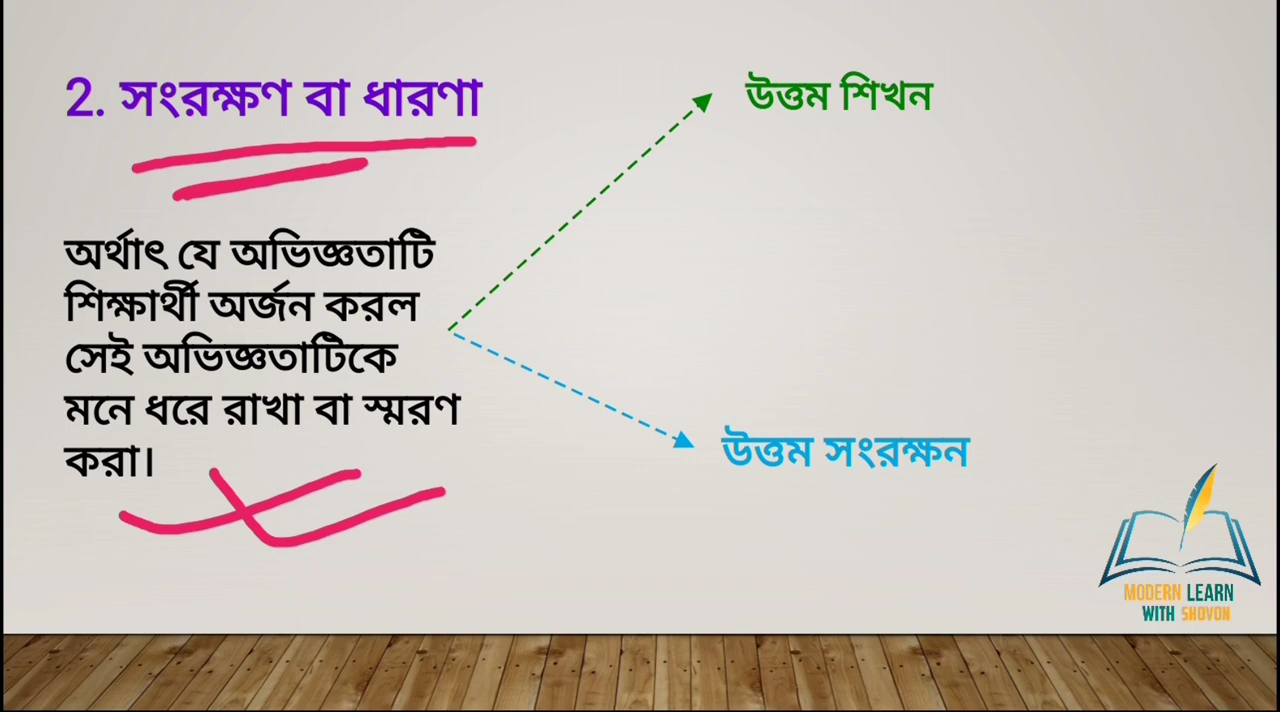 2. সংরক্ষণ বা ধারণা
অর্থাৎ যে অভিজ্ঞতাটি
শিক্ষার্থী অর্জন করল
সেই অভিজ্ঞতাটিকে
মনে ধরে রাখা বা স্মরণ
করা।
উত্তম শিখন
উত্তম সংরক্ষন
MODERN LEARN
WITH SHOVON